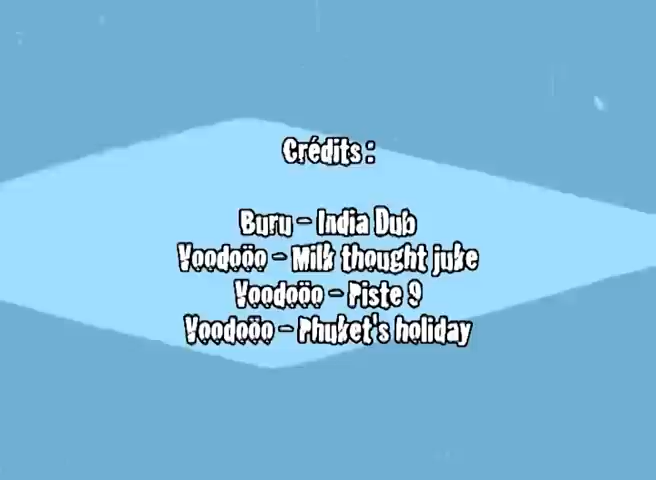 Crédits :
Buru - India Dub
Voodoöo - Milk thought juke
Voodoöo - Piste 9
Voodoöo - Phuket's holiday